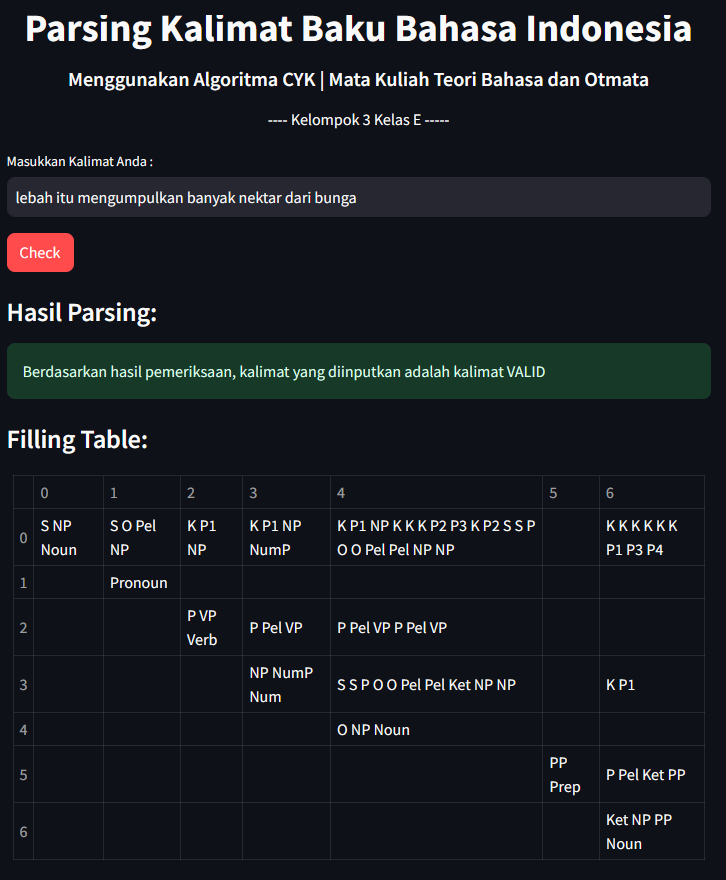 Parsing Kalimat Baku Bahasa Indonesia
Menggunakan Algoritma CYK | Mata Kuliah Teori Bahasa dan Otmata
---- Kelompok 3 Kelas E -----
Masukkan Kalimat Anda :
lebah itu mengumpulkan banyak nektar dari bunga
Check
Hasil Parsing:
Berdasarkan hasil pemeriksaan, kalimat yang diinputkan adalah kalimat VALID
Filling Table:
0 1 2 3 4 5 6
0 S NP Noun S O Pel NP K P1 NP K P1 NP NumP K P1 NP K K K P2 P3 K P2 S S P O O Pel Pel NP NP K K K K K K P1 P3 P4
1 Pronoun
2 P VP Verb P Pel VP P Pel VP P Pel VP
3 NP NumP Num S S P O O Pel Pel Ket NP NP K P1
4 O NP Noun
5 PP Prep P Pel Ket PP
6 Ket NP PP Noun